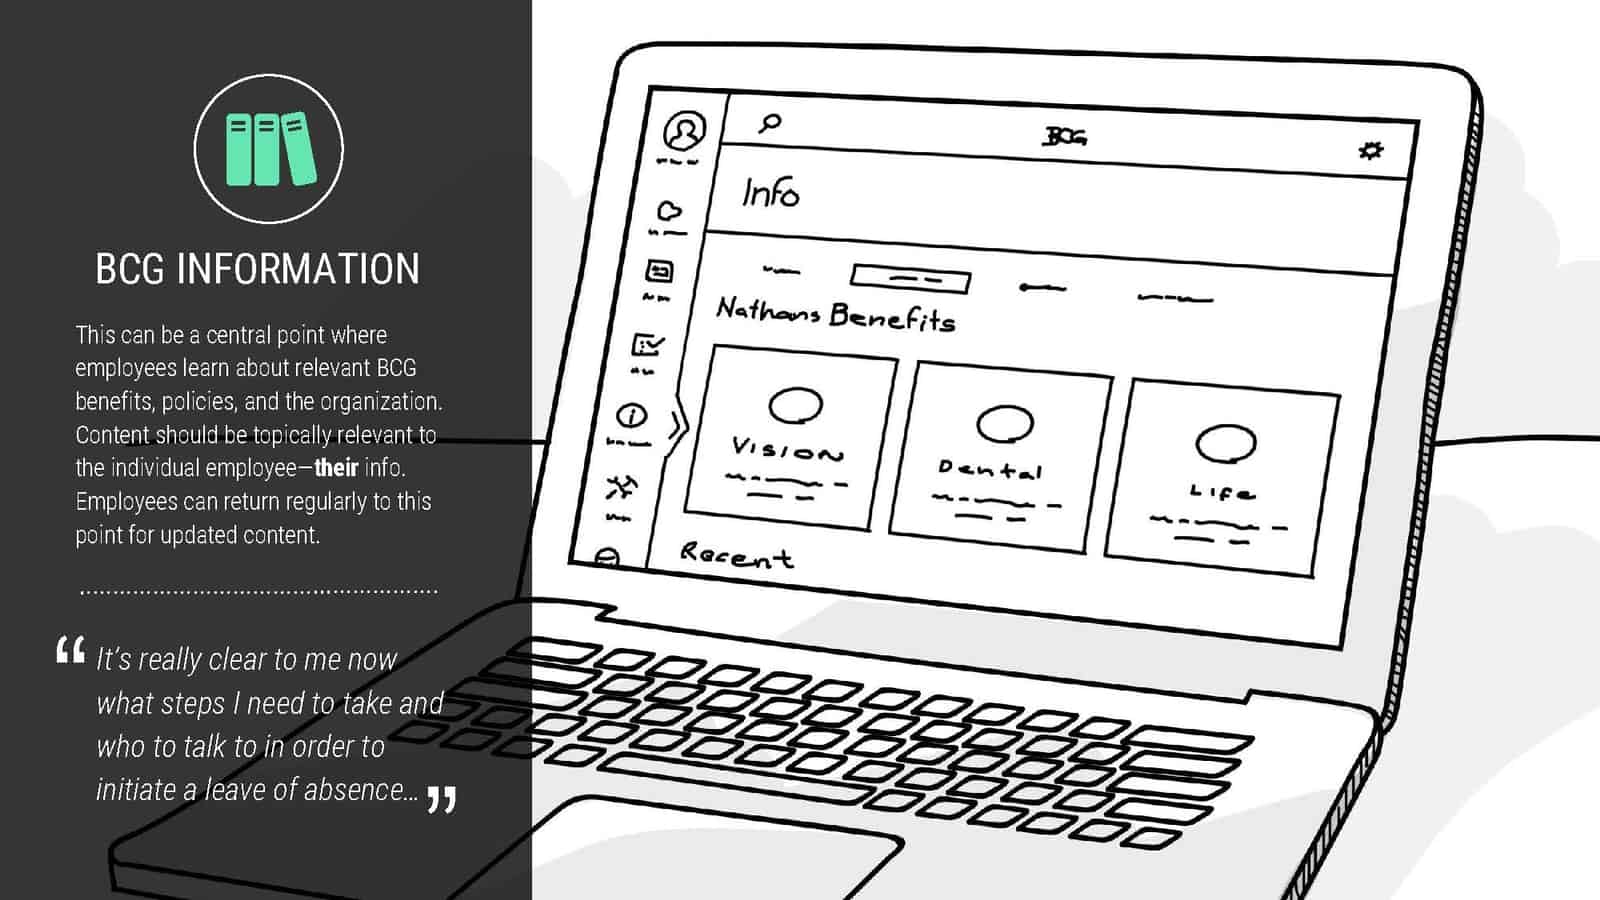 BCG INFORMATION
This can be a central point where
employees learn about relevant BCG
benefits, policies, and the organization.
Content should be topically relevant to
the individual employee—their info.
Employees can return regularly to this
point for updated content.
“ It’s really clear to me now
what steps I need to take and
who to talk to in order to
initiate a leave of absence... ”
BCG
Info
Nathans Benefits
Vision
Dental
Life
Recent